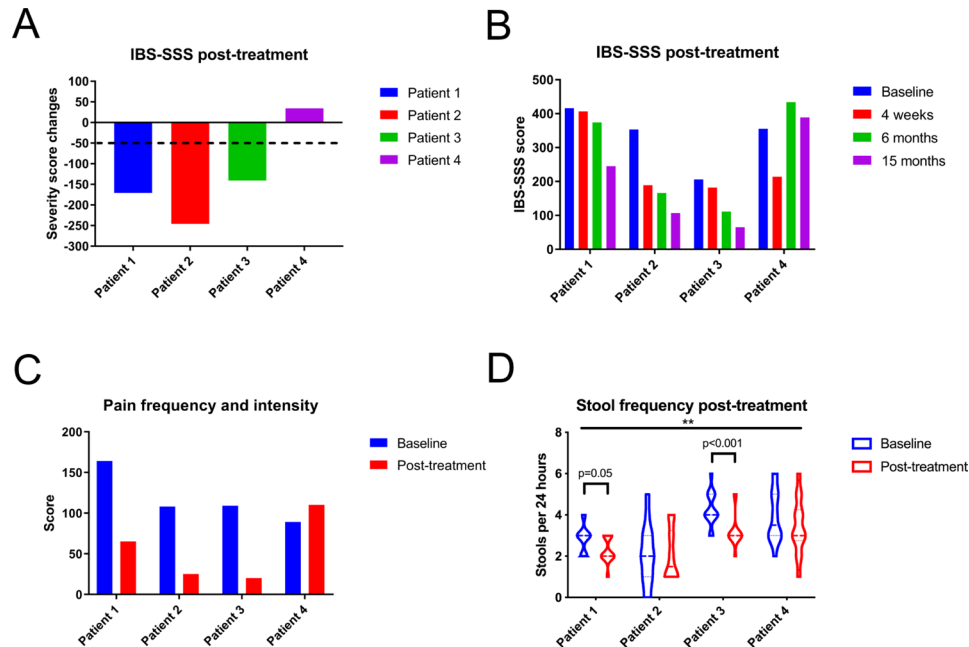 A
IBS-SSS post-treatment
Severity score changes
100
50
0
-50
-100
-150
-200
-250
-300
Patient 1
Patient 2
Patient 3
Patient 4
Patient 1
Patient 2
Patient 3
Patient 4
B
IBS-SSS post-treatment
IBS-SSS score
500
400
300
200
100
0
Patient 1
Patient 2
Patient 3
Patient 4
Baseline
4 weeks
6 months
15 months
C
Pain frequency and intensity
Score
200
150
100
50
0
Patient 1
Patient 2
Patient 3
Patient 4
Baseline
Post-treatment
D
Stool frequency post-treatment
**
Stools per 24 hours
8
6
4
2
0
p=0.05
p<0.001
Patient 1
Patient 2
Patient 3
Patient 4
Baseline
Post-treatment